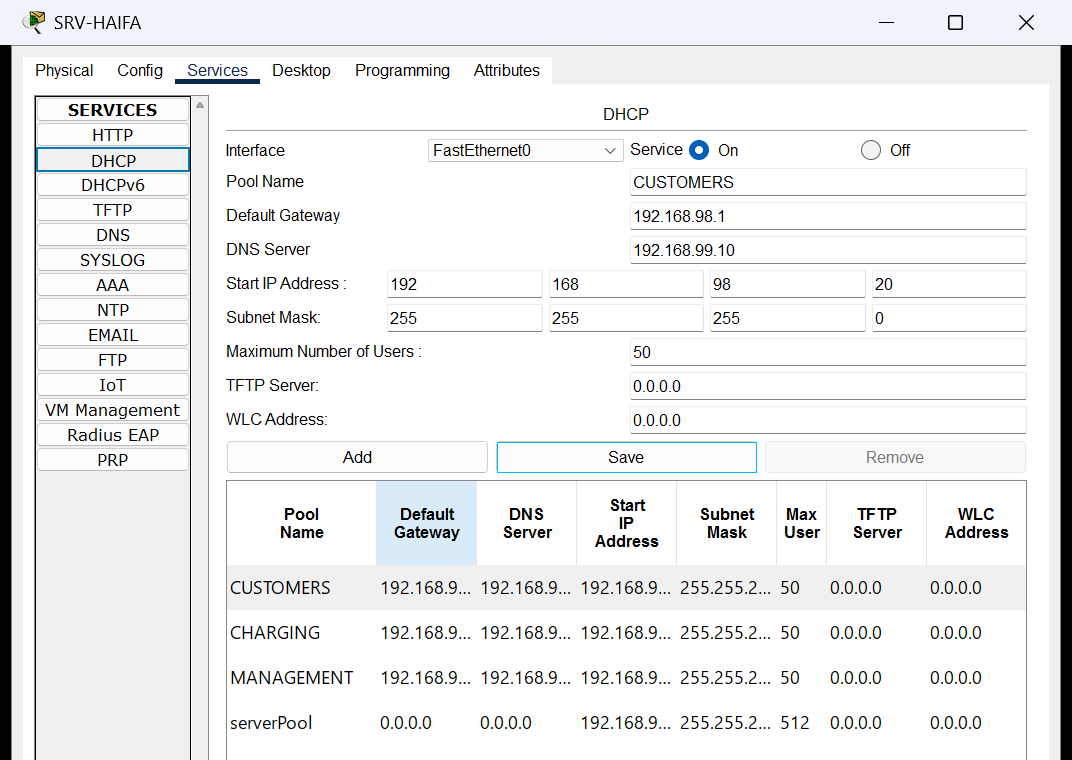 SRV-HAIFA
Physical Config Services Desktop Programming Attributes
SERVICES
HTTP
DHCP
DHCPv6
TFTP
DNS
SYSLOG
AAA
NTP
EMAIL
FTP
IoT
VM Management
Radius EAP
PRP
DHCP
Interface FastEthernet0 Service On Off
Pool Name CUSTOMERS
Default Gateway 192.168.98.1
DNS Server 192.168.99.10
Start IP Address : 192 168 98 20
Subnet Mask: 255 255 255 0
Maximum Number of Users : 50
TFTP Server: 0.0.0.0
WLC Address: 0.0.0.0
Add Save Remove
Pool Name Default Gateway DNS Server Start IP Address Subnet Mask Max User TFTP Server WLC Address
CUSTOMERS 192.168.9... 192.168.9... 192.168.9... 255.255.2... 50 0.0.0.0 0.0.0.0
CHARGING 192.168.9... 192.168.9... 192.168.9... 255.255.2... 50 0.0.0.0 0.0.0.0
MANAGEMENT 192.168.9... 192.168.9... 192.168.9... 255.255.2... 50 0.0.0.0 0.0.0.0
serverPool 0.0.0.0 0.0.0.0 192.168.9... 255.255.2... 512 0.0.0.0 0.0.0.0